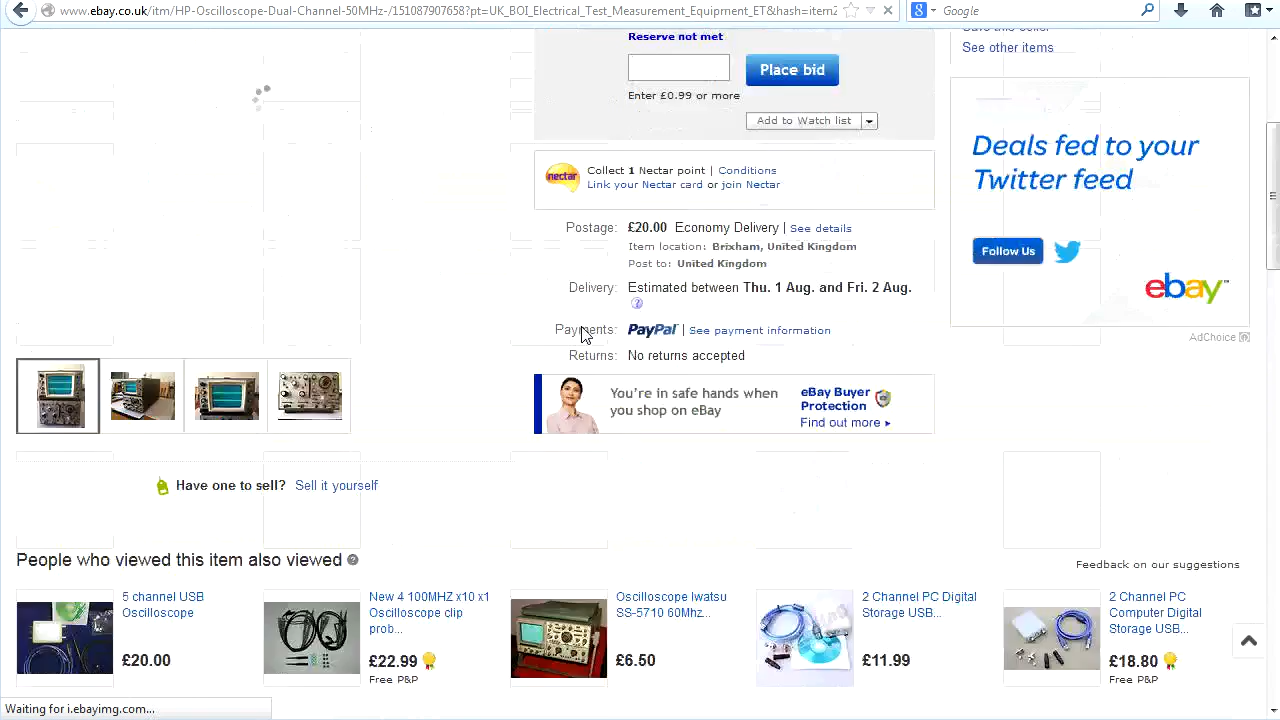 www.ebay.co.uk/itm/HP-Oscilloscope-Dual-Channel-50MHz-/151087907658?pt=UK_BOI_Electrical_Test_Measurement_Equipment_ET&hash=item2
Google
Reserve not met
Place bid
Enter £0.99 or more
Add to Watch list
See other items
nectar
Collect 1 Nectar point | Conditions
Link your Nectar card or join Nectar
Deals fed to your
Twitter feed
Follow Us
ebay™
AdChoice
Postage: £20.00 Economy Delivery | See details
Item location: Brixham, United Kingdom
Post to: United Kingdom
Delivery: Estimated between Thu. 1 Aug. and Fri. 2 Aug.
Payments: PayPal | See payment information
Returns: No returns accepted
You're in safe hands when
you shop on eBay
eBay Buyer
Protection
Find out more ▸
Have one to sell? Sell it yourself
People who viewed this item also viewed
Feedback on our suggestions
5 channel USB
Oscilloscope
£20.00
New 4 100MHZ x10 x1
Oscilloscope clip
prob...
£22.99
Free P&P
Oscilloscope Iwatsu
SS-5710 60Mhz...
£6.50
2 Channel PC Digital
Storage USB...
£11.99
2 Channel PC
Computer Digital
Storage USB...
£18.80
Free P&P
Waiting for i.ebayimg.com...